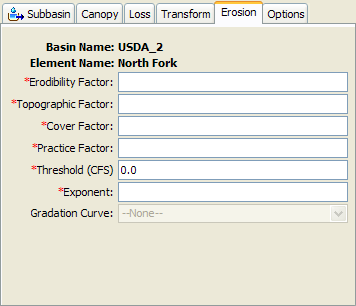 Subbasin Canopy Loss Transform Erosion Options
Basin Name: USDA_2
Element Name: North Fork
*Erodibility Factor:
*Topographic Factor:
*Cover Factor:
*Practice Factor:
*Threshold (CFS) 0.0
*Exponent:
Gradation Curve: --None--